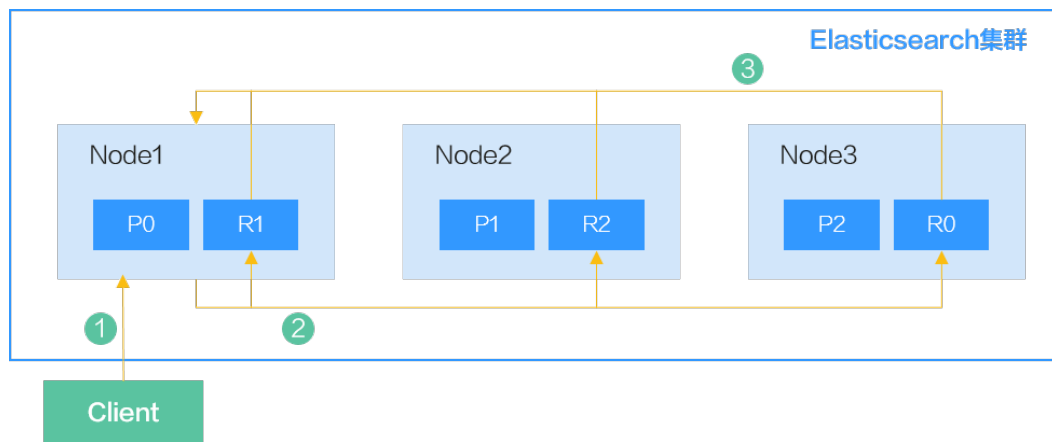 Elasticsearch集群
3
Node1
Node2
Node3
P0
R1
P1
R2
P2
R0
1
2
Client